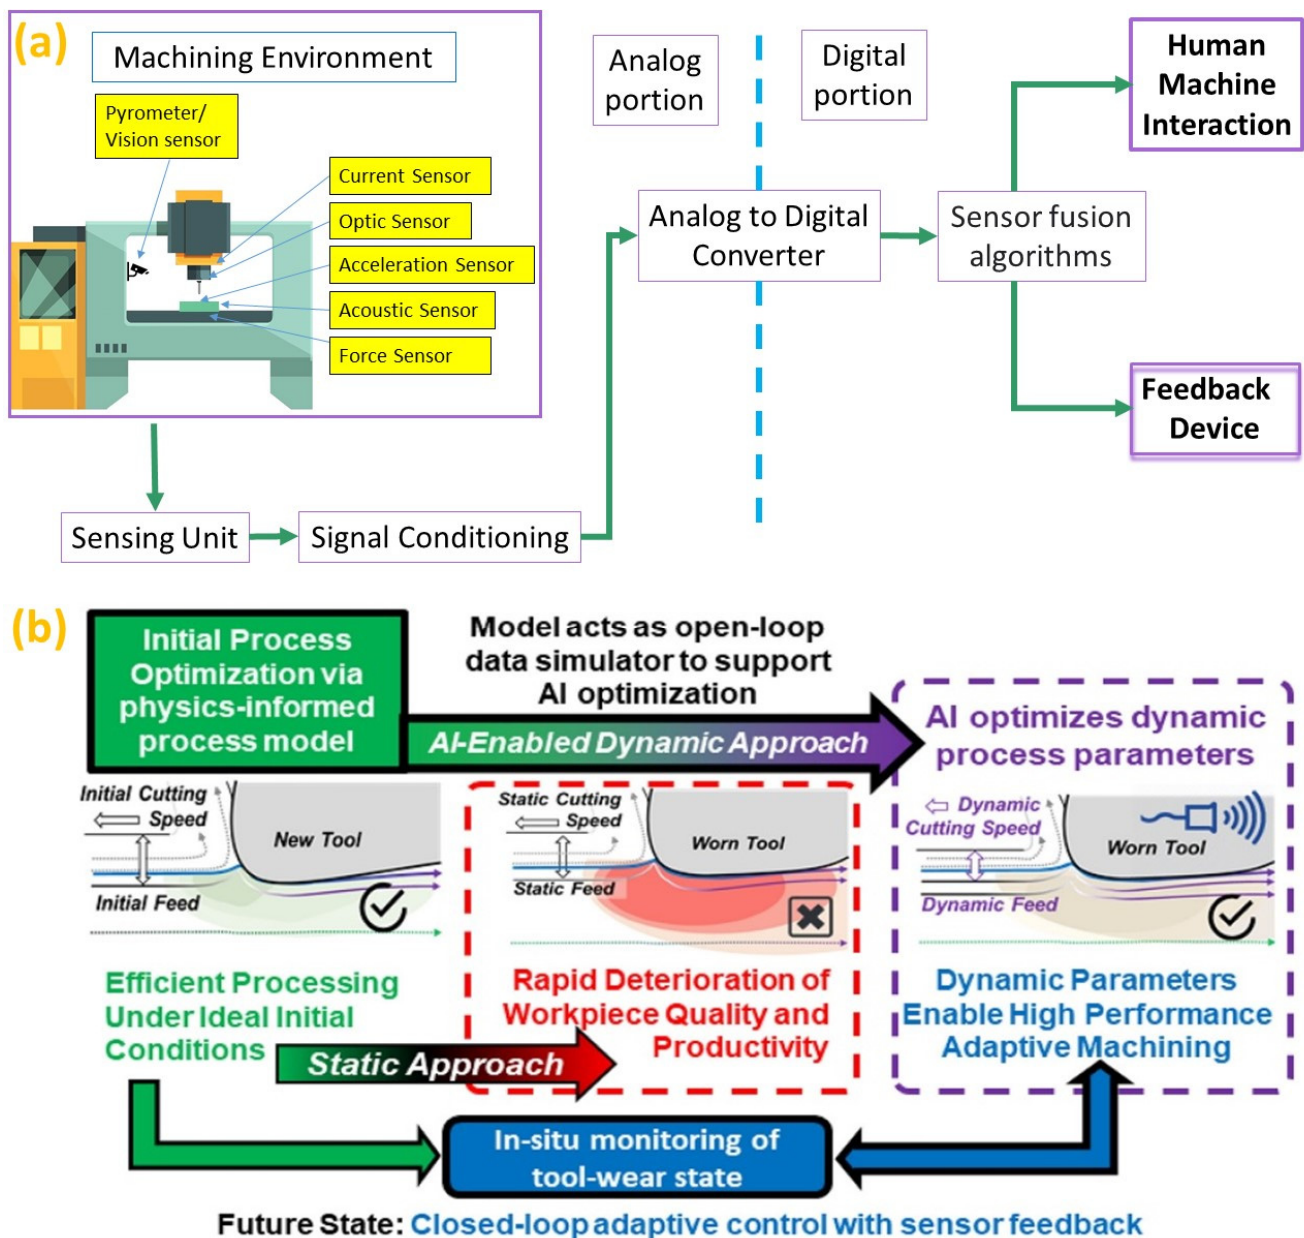 (a)
Machining Environment
Pyrometer/
Vision sensor
Current Sensor
Optic Sensor
Acceleration Sensor
Acoustic Sensor
Force Sensor
Analog
portion
Digital
portion
Human
Machine
Interaction
Analog to Digital
Converter
Sensor fusion
algorithms
Feedback
Device
Sensing Unit
Signal Conditioning
(b)
Initial Process
Optimization via
physics-informed
process model
Model acts as open-loop
data simulator to support
AI optimization
AI-Enabled Dynamic Approach
AI optimizes dynamic
process parameters
Initial Cutting
Speed
New Tool
Initial Feed
Static Cutting
Speed
Worn Tool
Static Feed
Dynamic
Cutting Speed
Worn Tool
Dynamic Feed
Efficient Processing
Under Ideal Initial
Conditions
Rapid Deterioration of
Workpiece Quality and
Productivity
Dynamic Parameters
Enable High Performance
Adaptive Machining
Static Approach
In-situ monitoring of
tool-wear state
Future State: Closed-loop adaptive control with sensor feedback